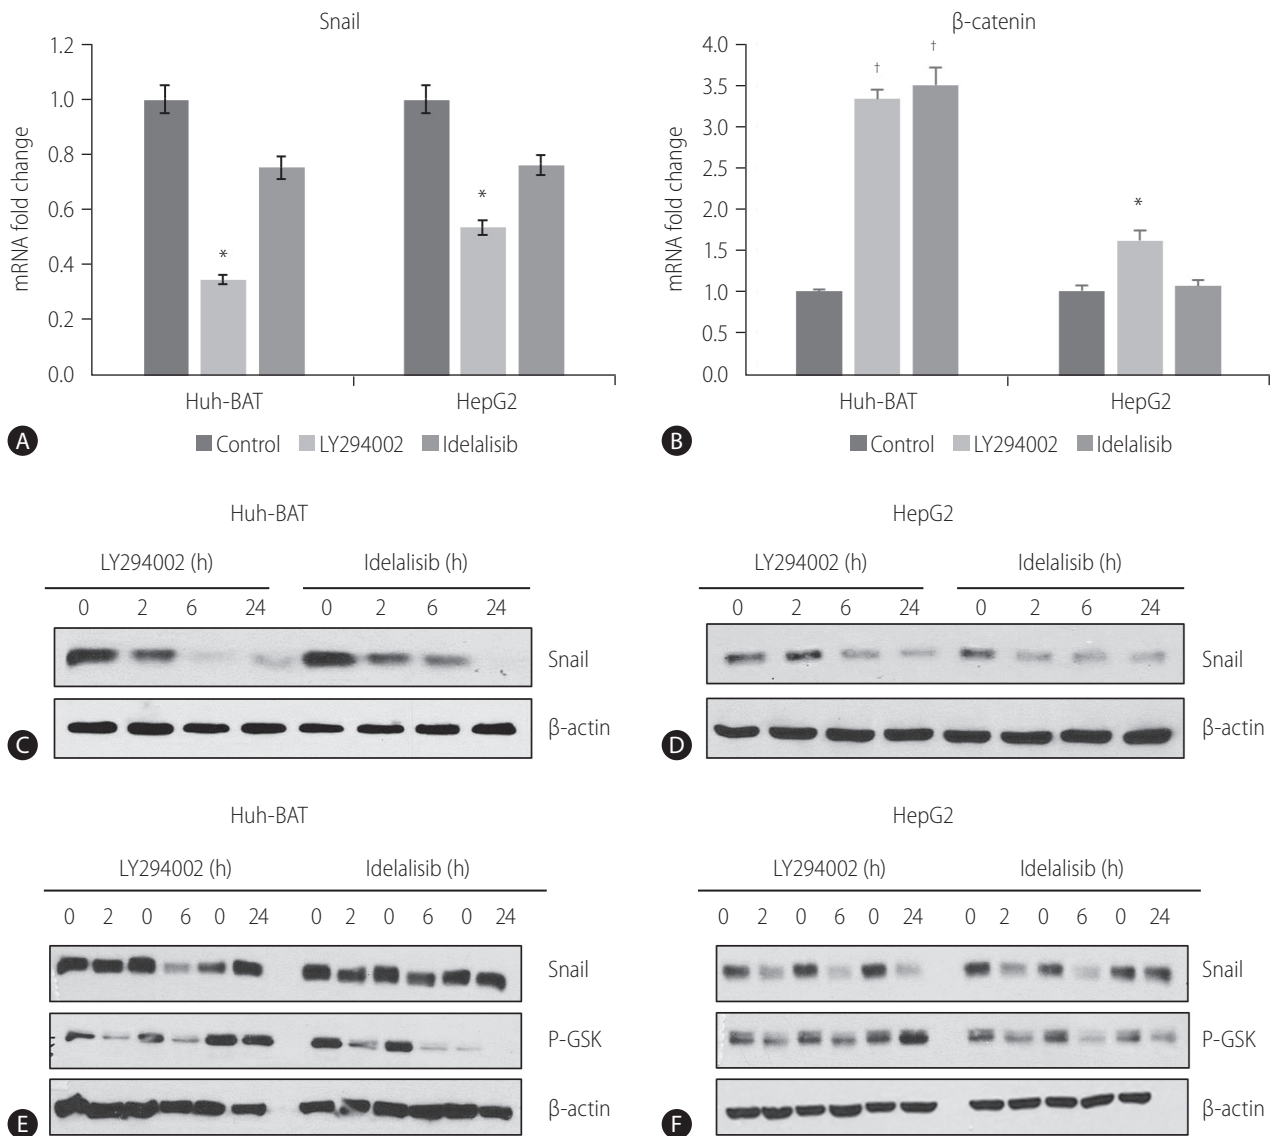 Snail
1.2
1.0
0.8
0.6
0.4
0.2
0.0
mRNA fold change
*
*
Huh-BAT HepG2
A
Control LY294002 Idelalisib
β-catenin
4.0
3.5
3.0
2.5
2.0
1.5
1.0
0.5
0.0
mRNA fold change
†
†
*
Huh-BAT HepG2
B
Control LY294002 Idelalisib
Huh-BAT
LY294002 (h) Idelalisib (h)
0 2 6 24 0 2 6 24
Snail
β-actin
C
HepG2
LY294002 (h) Idelalisib (h)
0 2 6 24 0 2 6 24
Snail
β-actin
D
Huh-BAT
LY294002 (h) Idelalisib (h)
0 2 0 6 0 24 0 2 0 6 0 24
Snail
P-GSK
β-actin
E
HepG2
LY294002 (h) Idelalisib (h)
0 2 0 6 0 24 0 2 0 6 0 24
Snail
P-GSK
β-actin
F